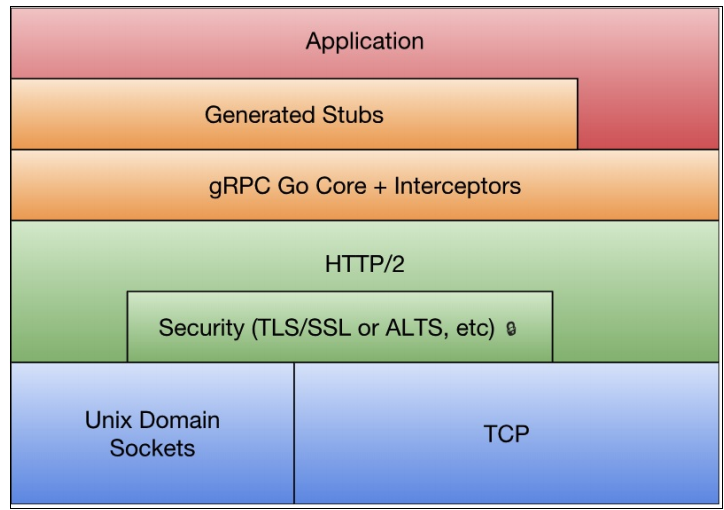 Application
Generated Stubs
gRPC Go Core + Interceptors
HTTP/2
Security (TLS/SSL or ALTS, etc) 🔒
Unix Domain
Sockets
TCP